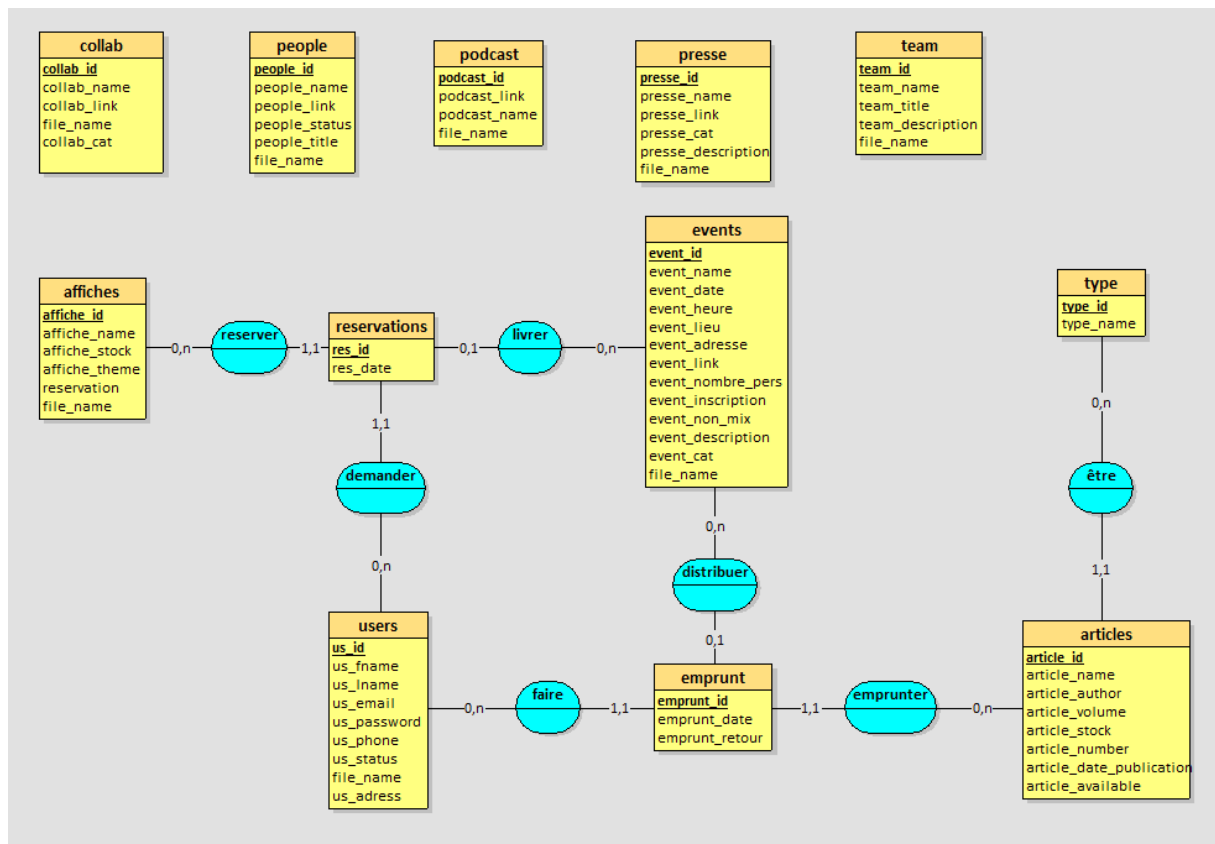 collab
collab_id
collab_name
collab_link
file_name
collab_cat
people
people_id
people_name
people_link
people_status
people_title
file_name
podcast
podcast_id
podcast_link
podcast_name
file_name
presse
presse_id
presse_name
presse_link
presse_cat
presse_description
file_name
team
team_id
team_name
team_title
team_description
file_name
affiches
affiche_id
affiche_name
affiche_stock
affiche_theme
reservation
file_name
0,n
reserver
1,1
reservations
res_id
res_date
0,1
livrer
0,n
events
event_id
event_name
event_date
event_heure
event_lieu
event_adresse
event_link
event_nombre_pers
event_inscription
event_non_mix
event_description
event_cat
file_name
type
type_id
type_name
1,1
demander
0,n
0,n
distribuer
0,1
0,n
être
1,1
users
us_id
us_fname
us_lname
us_email
us_password
us_phone
us_status
file_name
us_adress
0,n
faire
1,1
emprunt
emprunt_id
emprunt_date
emprunt_retour
1,1
emprunter
0,n
articles
article_id
article_name
article_author
article_volume
article_stock
article_number
article_date_publication
article_available